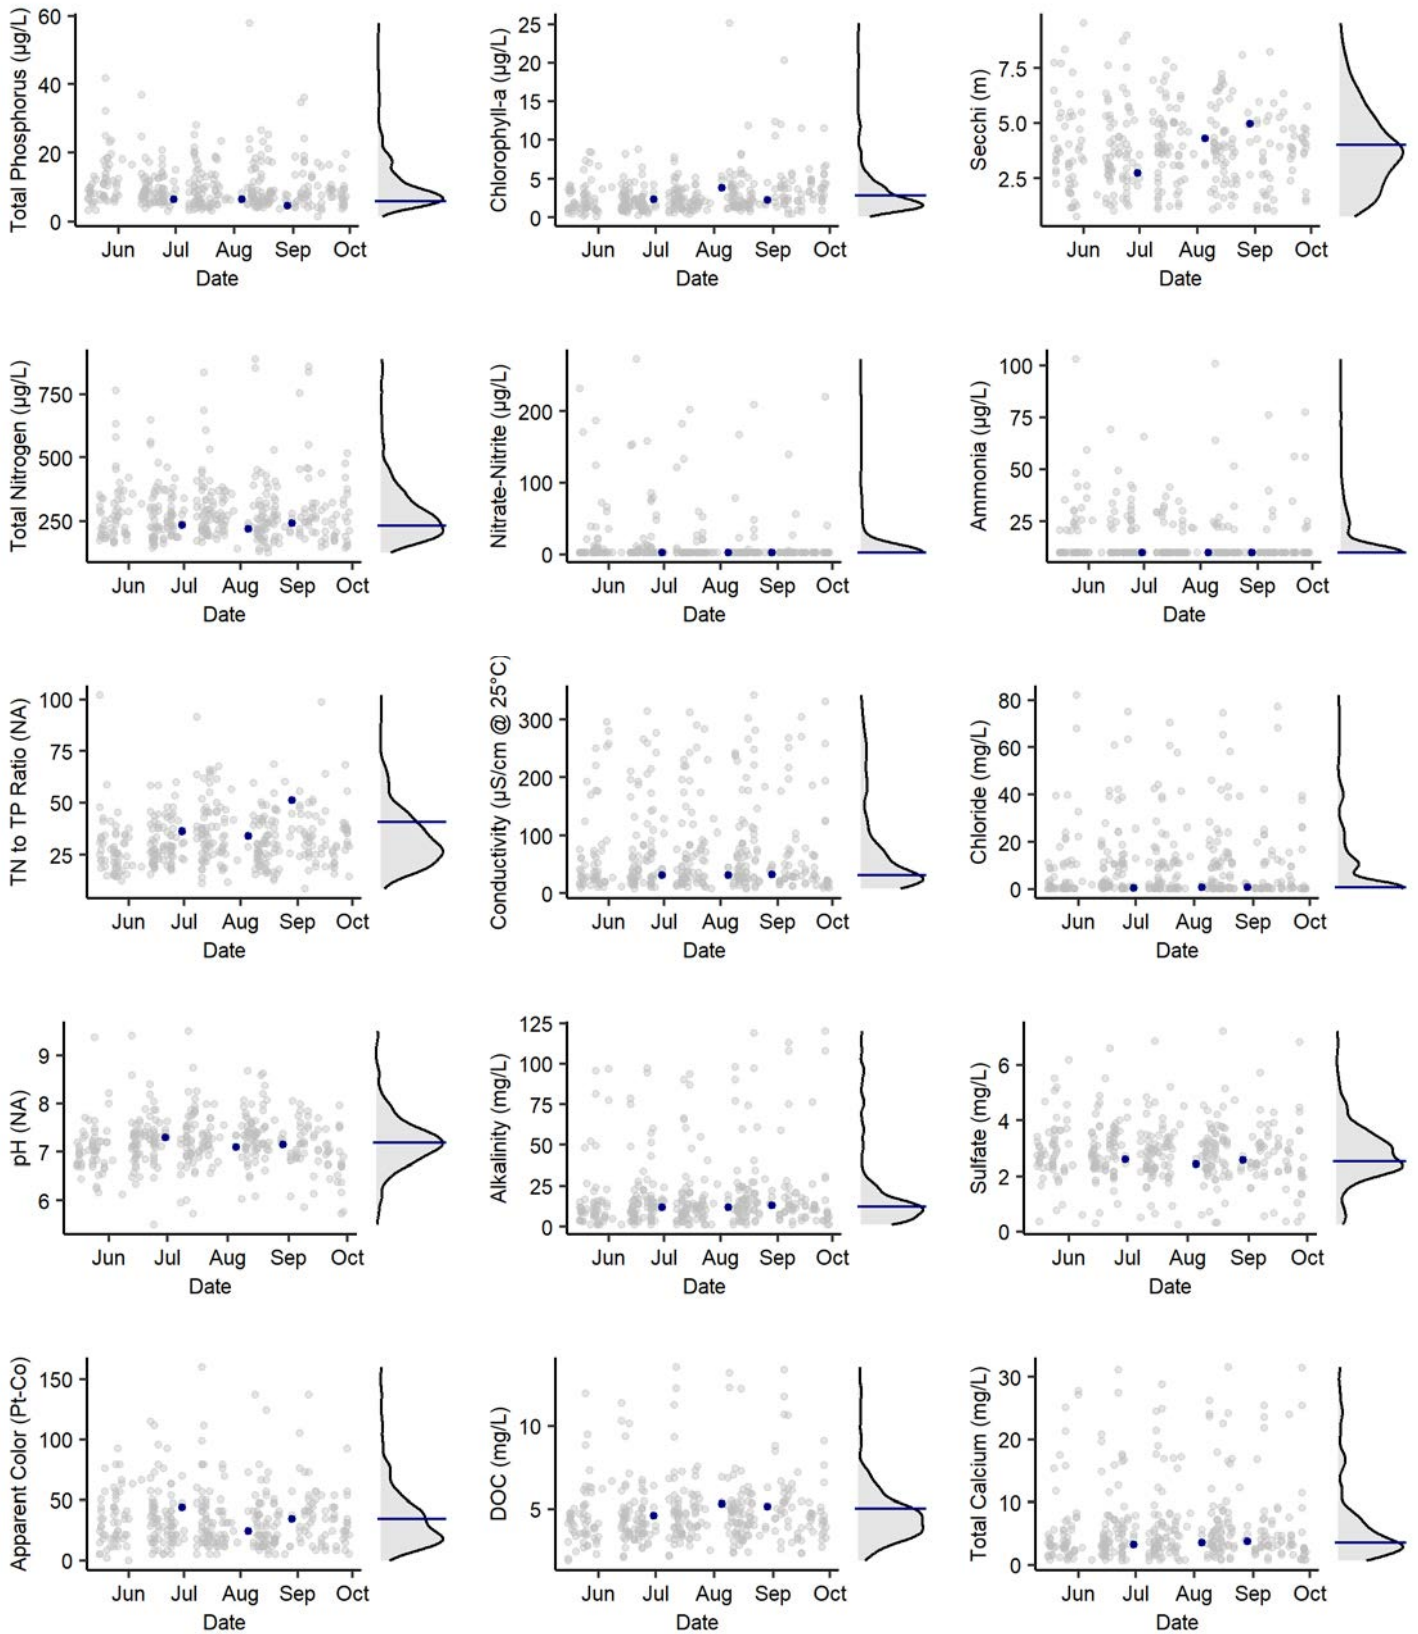 Total Phosphorus (µg/L)
60
40
20
0
Jun Jul Aug Sep Oct
Date
Chlorophyll-a (µg/L)
25
20
15
10
5
0
Jun Jul Aug Sep Oct
Date
Secchi (m)
7.5
5.0
2.5
Jun Jul Aug Sep Oct
Date
Total Nitrogen (µg/L)
750
500
250
Jun Jul Aug Sep Oct
Date
Nitrate-Nitrite (µg/L)
200
100
0
Jun Jul Aug Sep Oct
Date
Ammonia (µg/L)
100
75
50
25
Jun Jul Aug Sep Oct
Date
TN to TP Ratio (NA)
100
75
50
25
Jun Jul Aug Sep Oct
Date
Conductivity (µS/cm @ 25°C)
300
200
100
0
Jun Jul Aug Sep Oct
Date
Chloride (mg/L)
80
60
40
20
0
Jun Jul Aug Sep Oct
Date
pH (NA)
9
8
7
6
Jun Jul Aug Sep Oct
Date
Alkalinity (mg/L)
125
100
75
50
25
0
Jun Jul Aug Sep Oct
Date
Sulfate (mg/L)
6
4
2
0
Jun Jul Aug Sep Oct
Date
Apparent Color (Pt-Co)
150
100
50
0
Jun Jul Aug Sep Oct
Date
DOC (mg/L)
10
5
Jun Jul Aug Sep Oct
Date
Total Calcium (mg/L)
30
20
10
0
Jun Jul Aug Sep Oct
Date